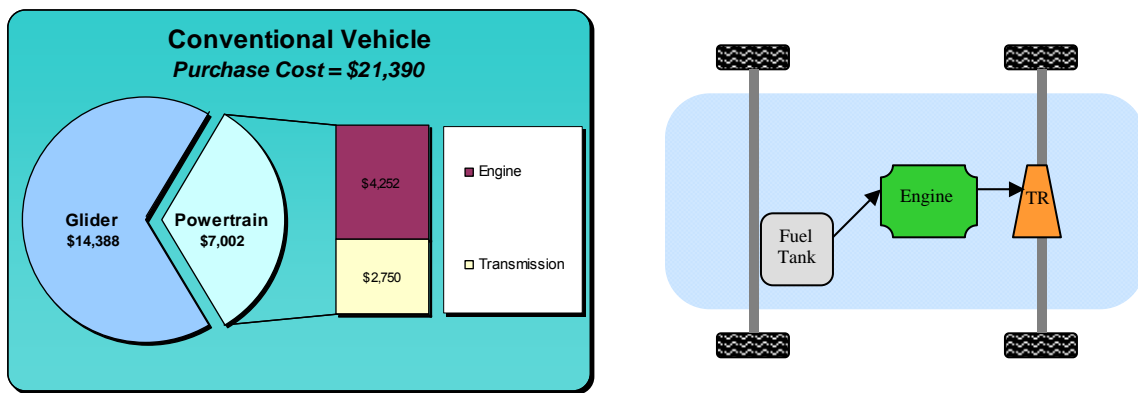 Conventional Vehicle
Purchase Cost = $21,390
Glider
$14,388
Powertrain
$7,002
$4,252
$2,750
Engine
Transmission
Fuel
Tank
Engine
TR